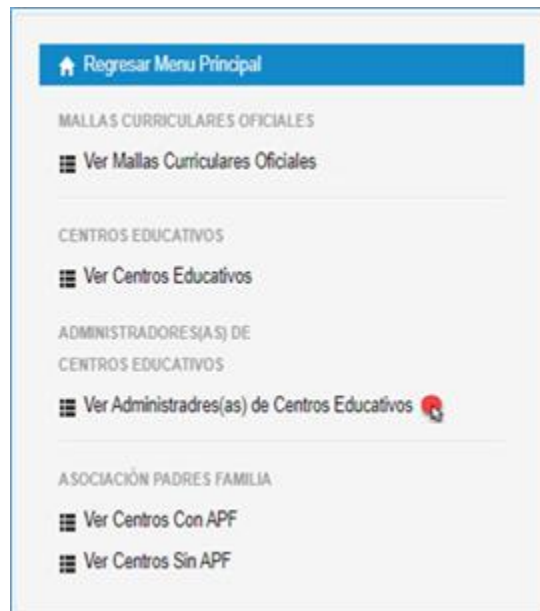 Regresar Menu Principal
MALLAS CURRICULARES OFICIALES
Ver Mallas Curriculares Oficiales
CENTROS EDUCATIVOS
Ver Centros Educativos
ADMINISTRADORES(AS) DE
CENTROS EDUCATIVOS
Ver Administradres(as) de Centros Educativos
ASOCIACIÓN PADRES FAMILIA
Ver Centros Con APF
Ver Centros Sin APF